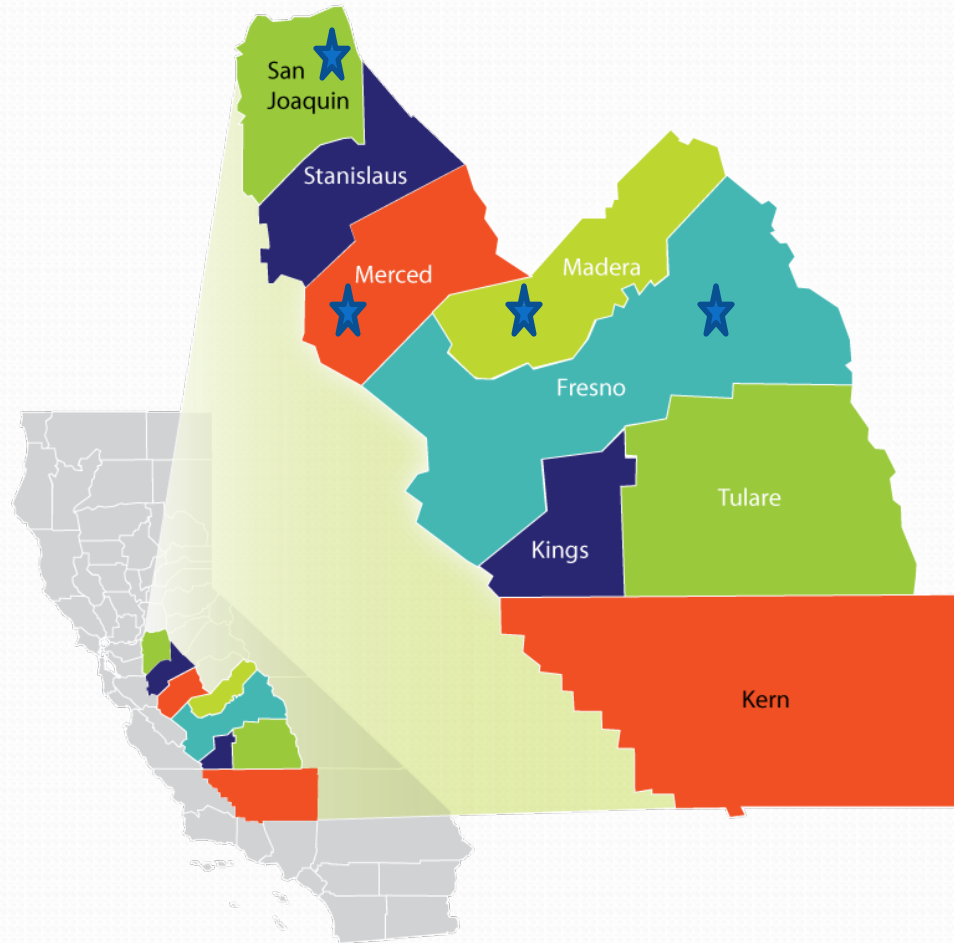 San
Joaquin
Stanislaus
Merced
Madera
Fresno
Tulare
Kings
Kern